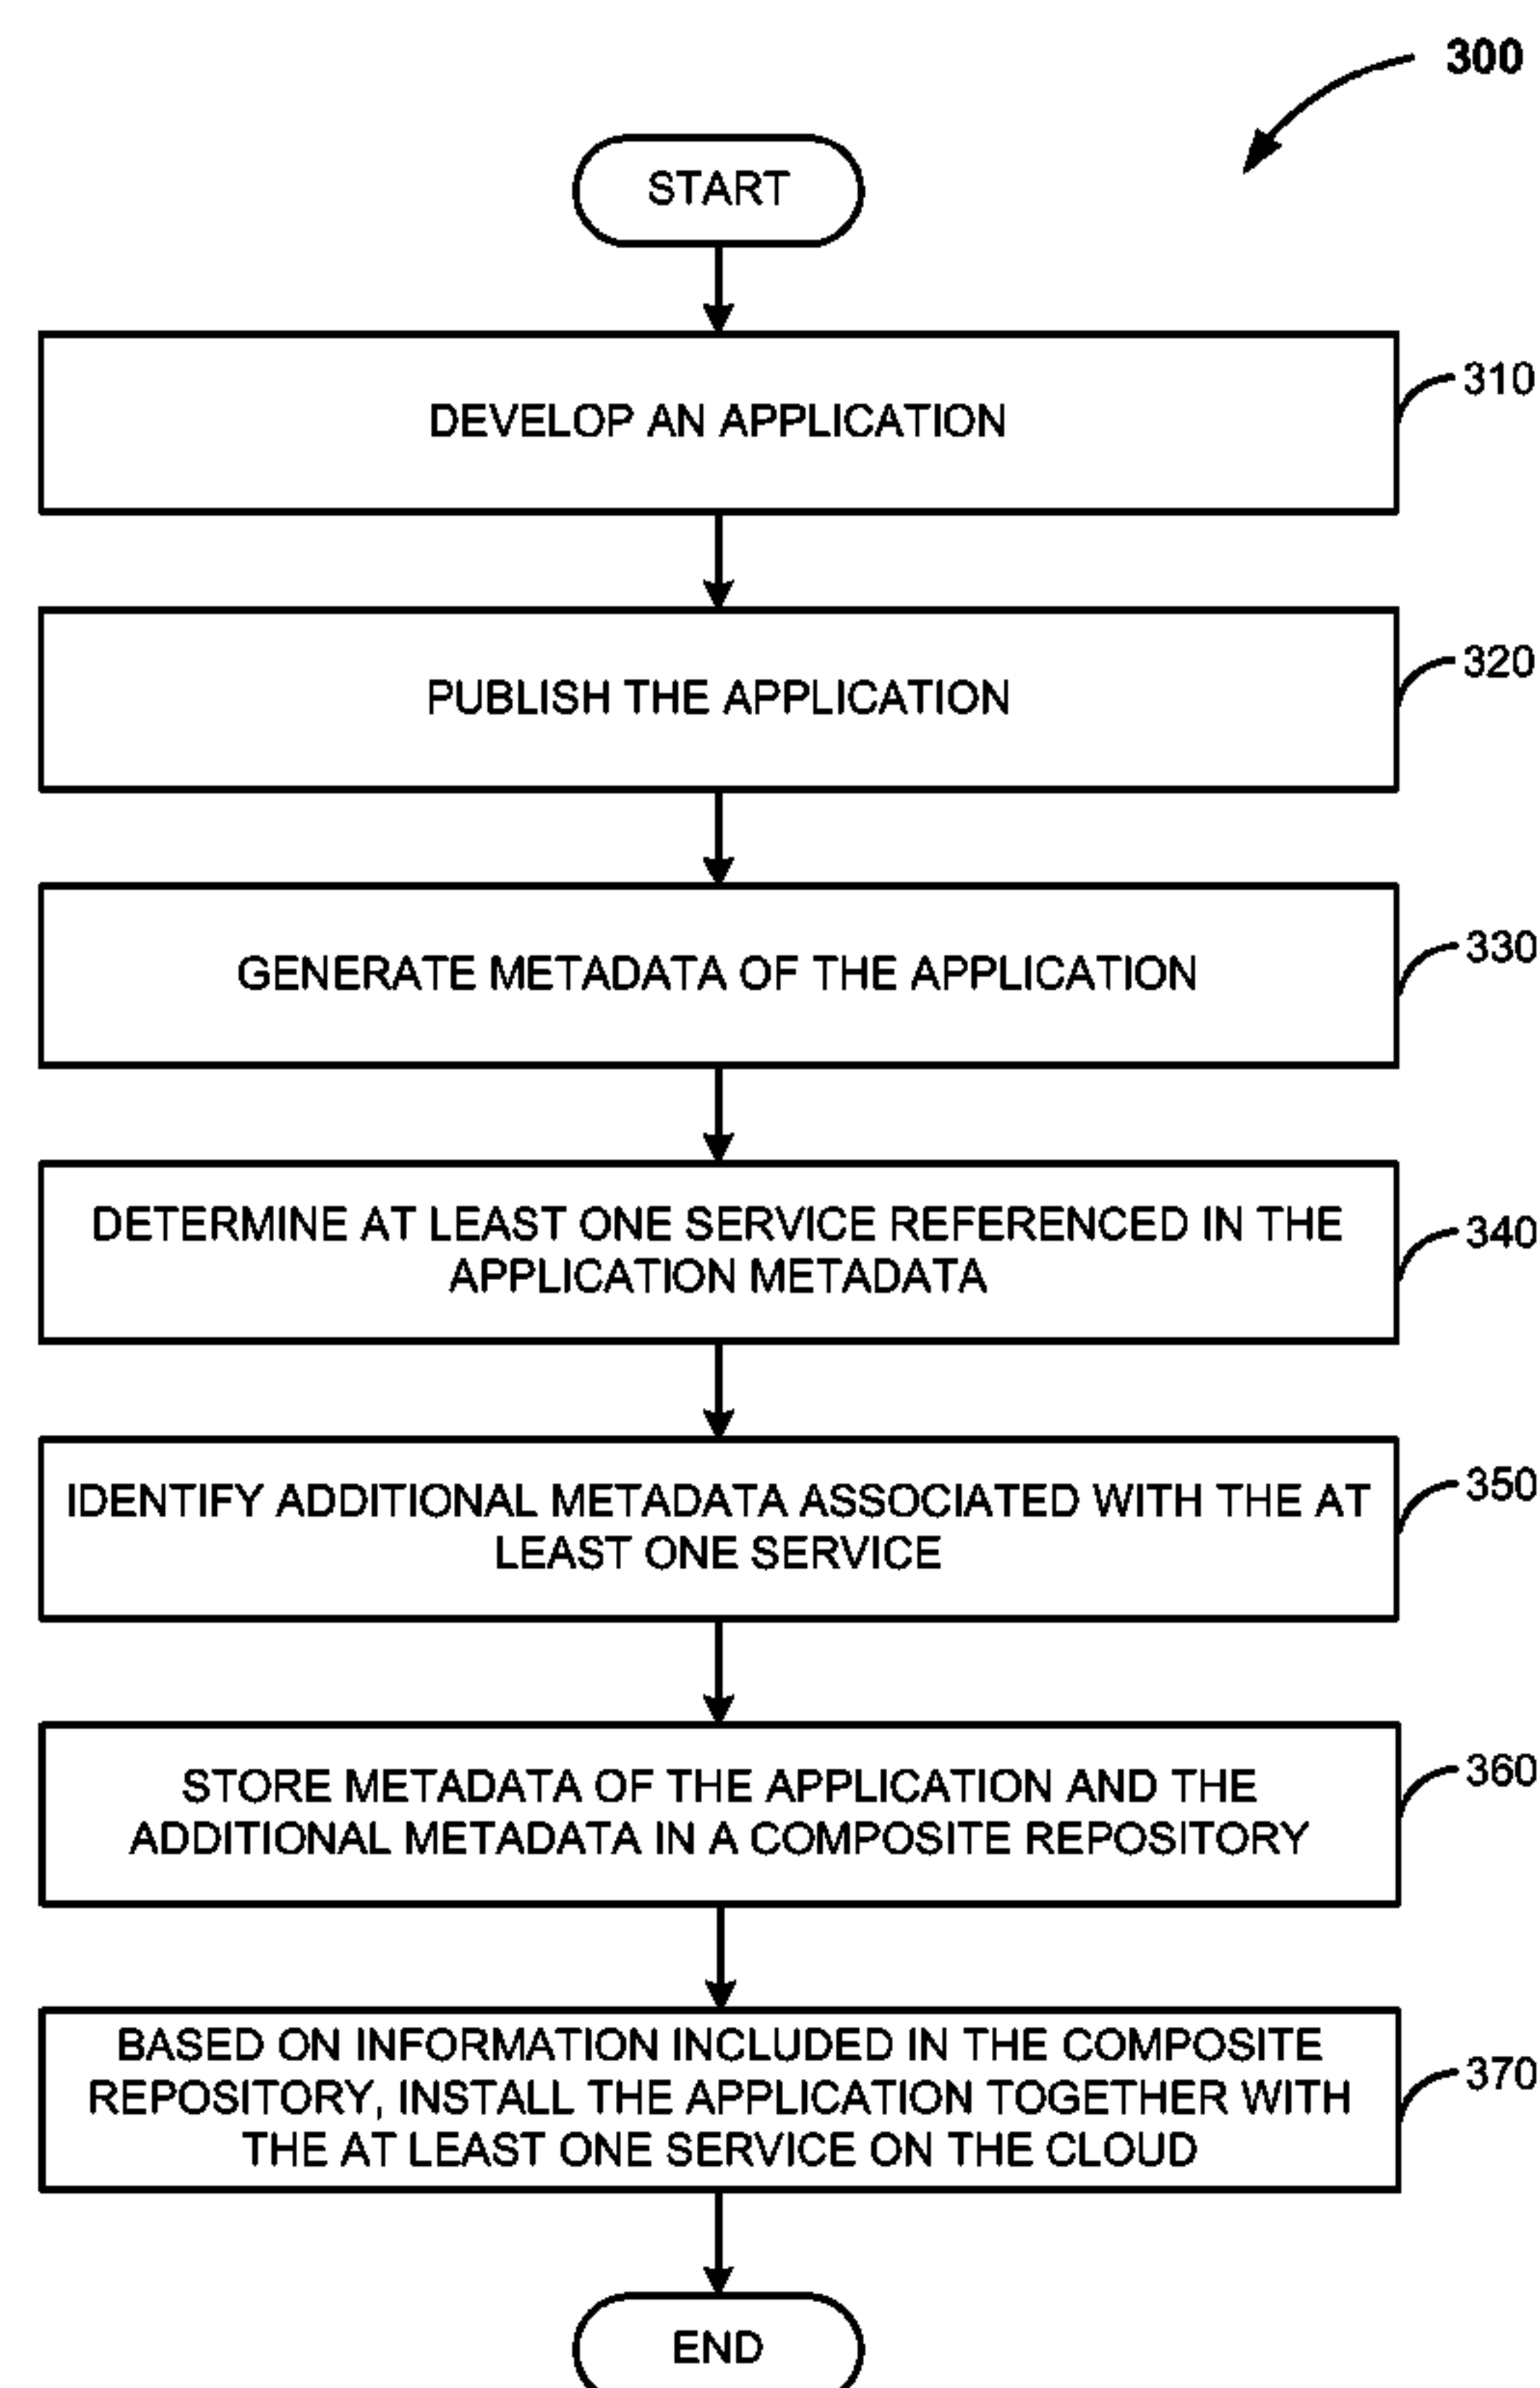 300
START
DEVELOP AN APPLICATION
310
PUBLISH THE APPLICATION
320
GENERATE METADATA OF THE APPLICATION
330
DETERMINE AT LEAST ONE SERVICE REFERENCED IN THE
APPLICATION METADATA
340
IDENTIFY ADDITIONAL METADATA ASSOCIATED WITH THE AT
LEAST ONE SERVICE
350
STORE METADATA OF THE APPLICATION AND THE
ADDITIONAL METADATA IN A COMPOSITE REPOSITORY
360
BASED ON INFORMATION INCLUDED IN THE COMPOSITE
REPOSITORY, INSTALL THE APPLICATION TOGETHER WITH
THE AT LEAST ONE SERVICE ON THE CLOUD
370
END